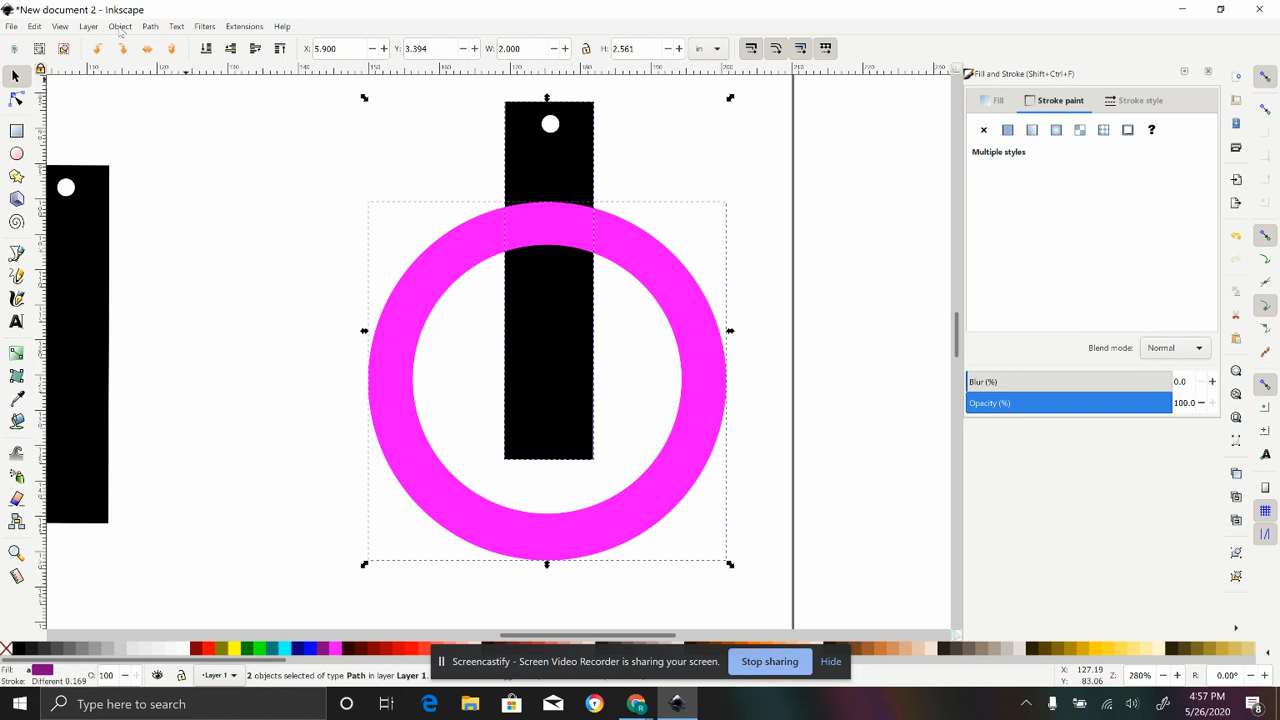 *New document 2 - Inkscape
File Edit View Layer Object Path Text Filters Extensions Help
X: 5.900 Y: 3.394 W: 2.000 H: 2.561 in
Fill and Stroke (Shift+Ctrl+F)
Fill Stroke paint Stroke style
Multiple styles
Blend mode: Normal
Blur (%) 0.0
Opacity (%) 100.0
Screencastify - Screen Video Recorder is sharing your screen. Stop sharing Hide
Fill:
Stroke: Different 0.169
O: 100
Layer 1
2 objects selected of type Path in layer Layer 1.
X: 127.19
Y: 83.06
Z: 280%
R: 0.00°
Type here to search
4:57 PM
5/26/2020